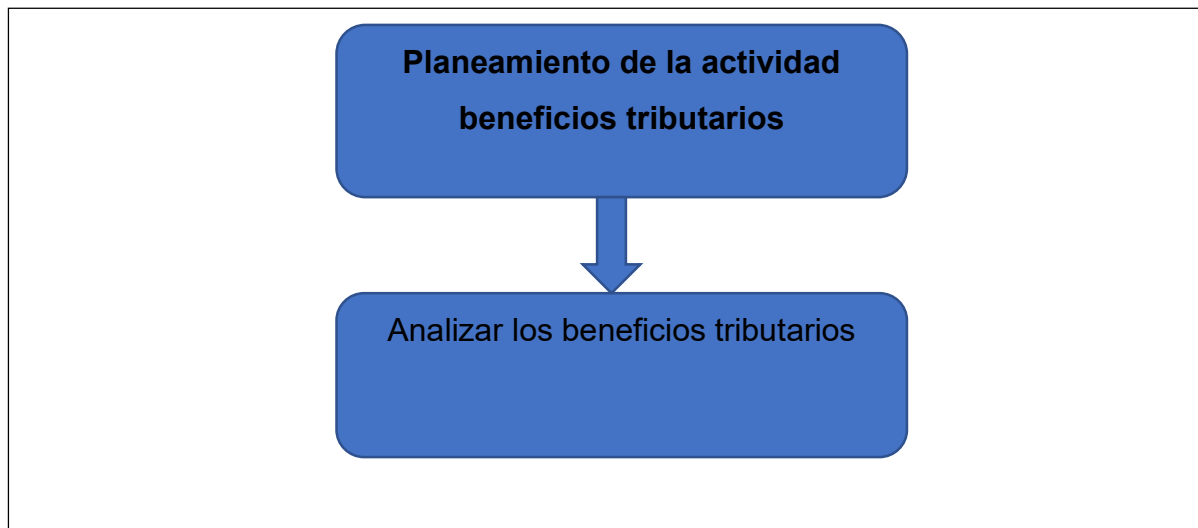 Planeamiento de la actividad
beneficios tributarios
Analizar los beneficios tributarios